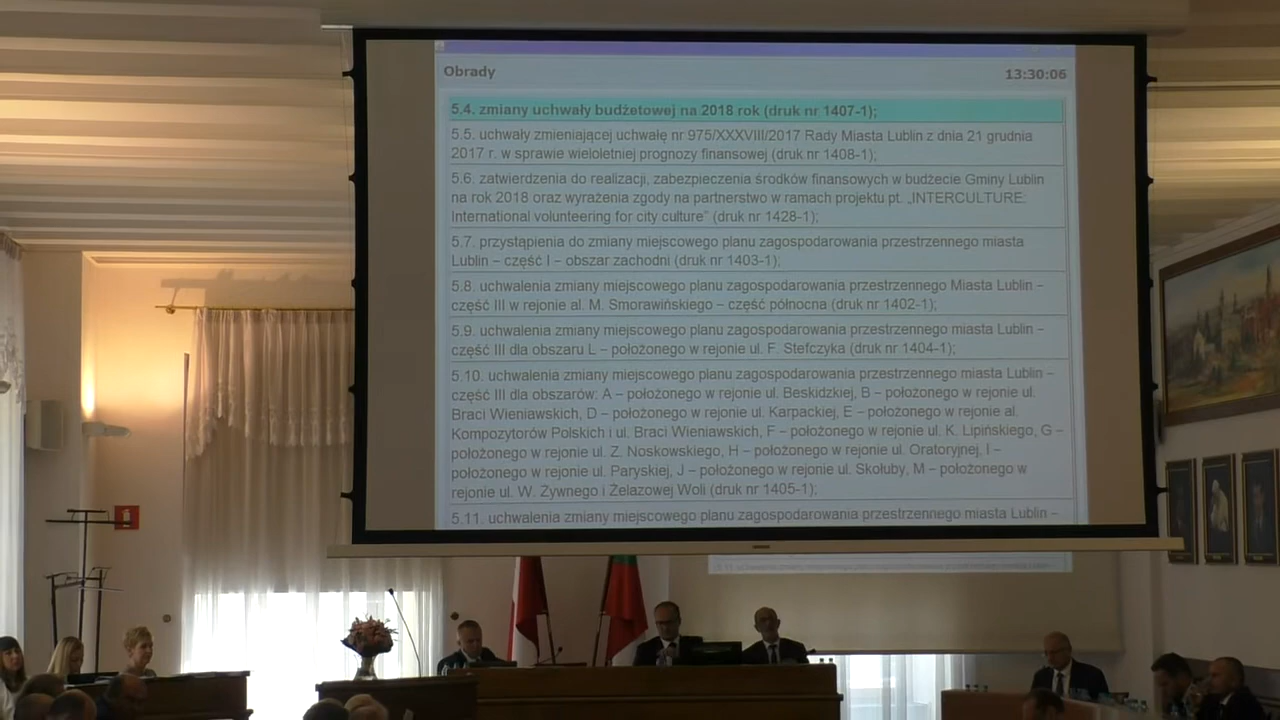 Obrady
13:30:06
5.4. zmiany uchwały budżetowej na 2018 rok (druk nr 1407-1);
5.5. uchwały zmieniającej uchwałę nr 975/XXXVIII/2017 Rady Miasta Lublin z dnia 21 grudnia
2017 r. w sprawie wieloletniej prognozy finansowej (druk nr 1408-1);
5.6. zatwierdzenia do realizacji, zabezpieczenia środków finansowych w budżecie Gminy Lublin
na rok 2018 oraz wyrażenia zgody na partnerstwo w ramach projektu pt. „INTERCULTURE:
International volunteering for city culture” (druk nr 1428-1);
5.7. przystąpienia do zmiany miejscowego planu zagospodarowania przestrzennego miasta
Lublin – część I – obszar zachodni (druk nr 1403-1);
5.8. uchwalenia zmiany miejscowego planu zagospodarowania przestrzennego Miasta Lublin –
część III w rejonie al. M. Smorawińskiego – część północna (druk nr 1402-1);
5.9. uchwalenia zmiany miejscowego planu zagospodarowania przestrzennego miasta Lublin –
część III dla obszaru L – położonego w rejonie ul. F. Stefczyka (druk nr 1404-1);
5.10. uchwalenia zmiany miejscowego planu zagospodarowania przestrzennego miasta Lublin –
część III dla obszarów: A – położonego w rejonie ul. Beskidzkiej, B – położonego w rejonie ul.
Braci Wieniawskich, D – położonego w rejonie ul. Karpackiej, E – położonego w rejonie al.
Kompozytorów Polskich i ul. Braci Wieniawskich, F – położonego w rejonie ul. K. Lipińskiego, G –
położonego w rejonie ul. Z. Noskowskiego, H – położonego w rejonie ul. Oratoryjnej, I –
położonego w rejonie ul. Paryskiej, J – położonego w rejonie ul. Skołuby, M – położonego w
rejonie ul. W. Żywnego i Żelazowej Woli (druk nr 1405-1);
5.11. uchwalenia zmiany miejscowego planu zagospodarowania przestrzennego miasta Lublin –